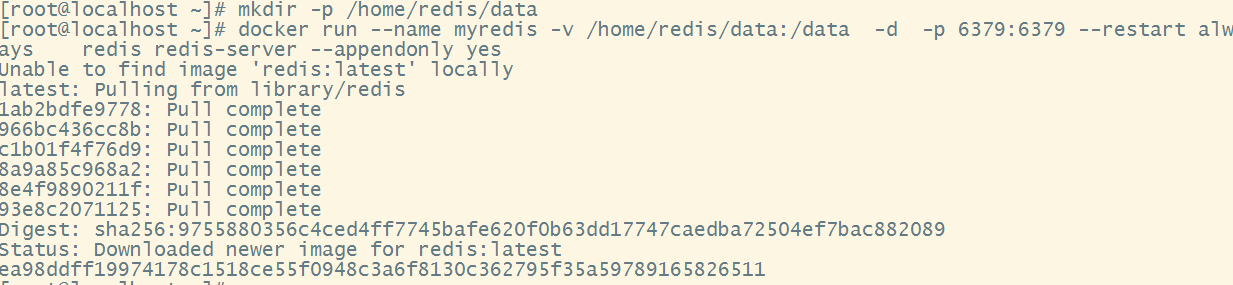 [root@localhost ~]# mkdir -p /home/redis/data
[root@localhost ~]# docker run --name myredis -v /home/redis/data:/data  -d  -p 6379:6379 --restart alw
ays    redis redis-server --appendonly yes
Unable to find image 'redis:latest' locally
latest: Pulling from library/redis
1ab2bdfe9778: Pull complete
966bc436cc8b: Pull complete
c1b01f4f76d9: Pull complete
8a9a85c968a2: Pull complete
8e4f9890211f: Pull complete
93e8c2071125: Pull complete
Digest: sha256:9755880356c4ced4ff7745bafe620f0b63dd17747caedba72504ef7bac882089
Status: Downloaded newer image for redis:latest
ea98ddff19974178c1518ce55f0948c3a6f8130c362795f35a59789165826511